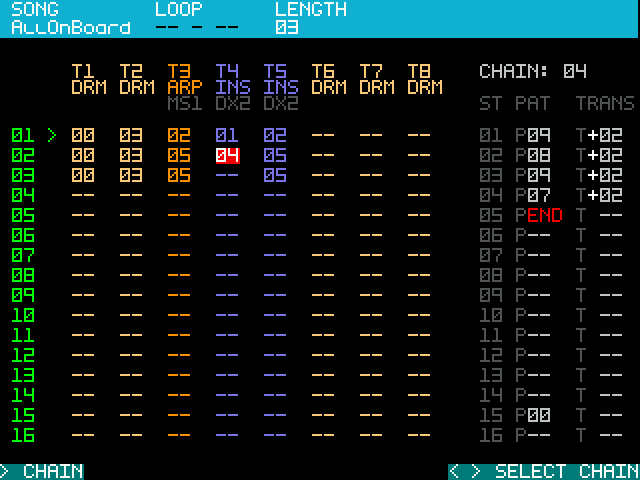 SONG LOOP LENGTH
AllOnBoard -- - -- 03
T1 T2 T3 T4 T5 T6 T7 T8 CHAIN: 04
DRM DRM ARP INS INS DRM DRM DRM
MS1 DX2 DX2 ST PAT TRANS
01 > 00 03 02 01 02 -- -- -- 01 P09 T+02
02 00 03 05 04 05 -- -- -- 02 P08 T+02
03 00 03 05 -- 05 -- -- -- 03 P09 T+02
04 -- -- -- -- -- -- -- -- 04 P07 T+02
05 -- -- -- -- -- -- -- -- 05 PEND T --
06 -- -- -- -- -- -- -- -- 06 P-- T --
07 -- -- -- -- -- -- -- -- 07 P-- T --
08 -- -- -- -- -- -- -- -- 08 P-- T --
09 -- -- -- -- -- -- -- -- 09 P-- T --
10 -- -- -- -- -- -- -- -- 10 P-- T --
11 -- -- -- -- -- -- -- -- 11 P-- T --
12 -- -- -- -- -- -- -- -- 12 P-- T --
13 -- -- -- -- -- -- -- -- 13 P-- T --
14 -- -- -- -- -- -- -- -- 14 P-- T --
15 -- -- -- -- -- -- -- -- 15 P00 T --
16 -- -- -- -- -- -- -- -- 16 P-- T --
> CHAIN < > SELECT CHAIN